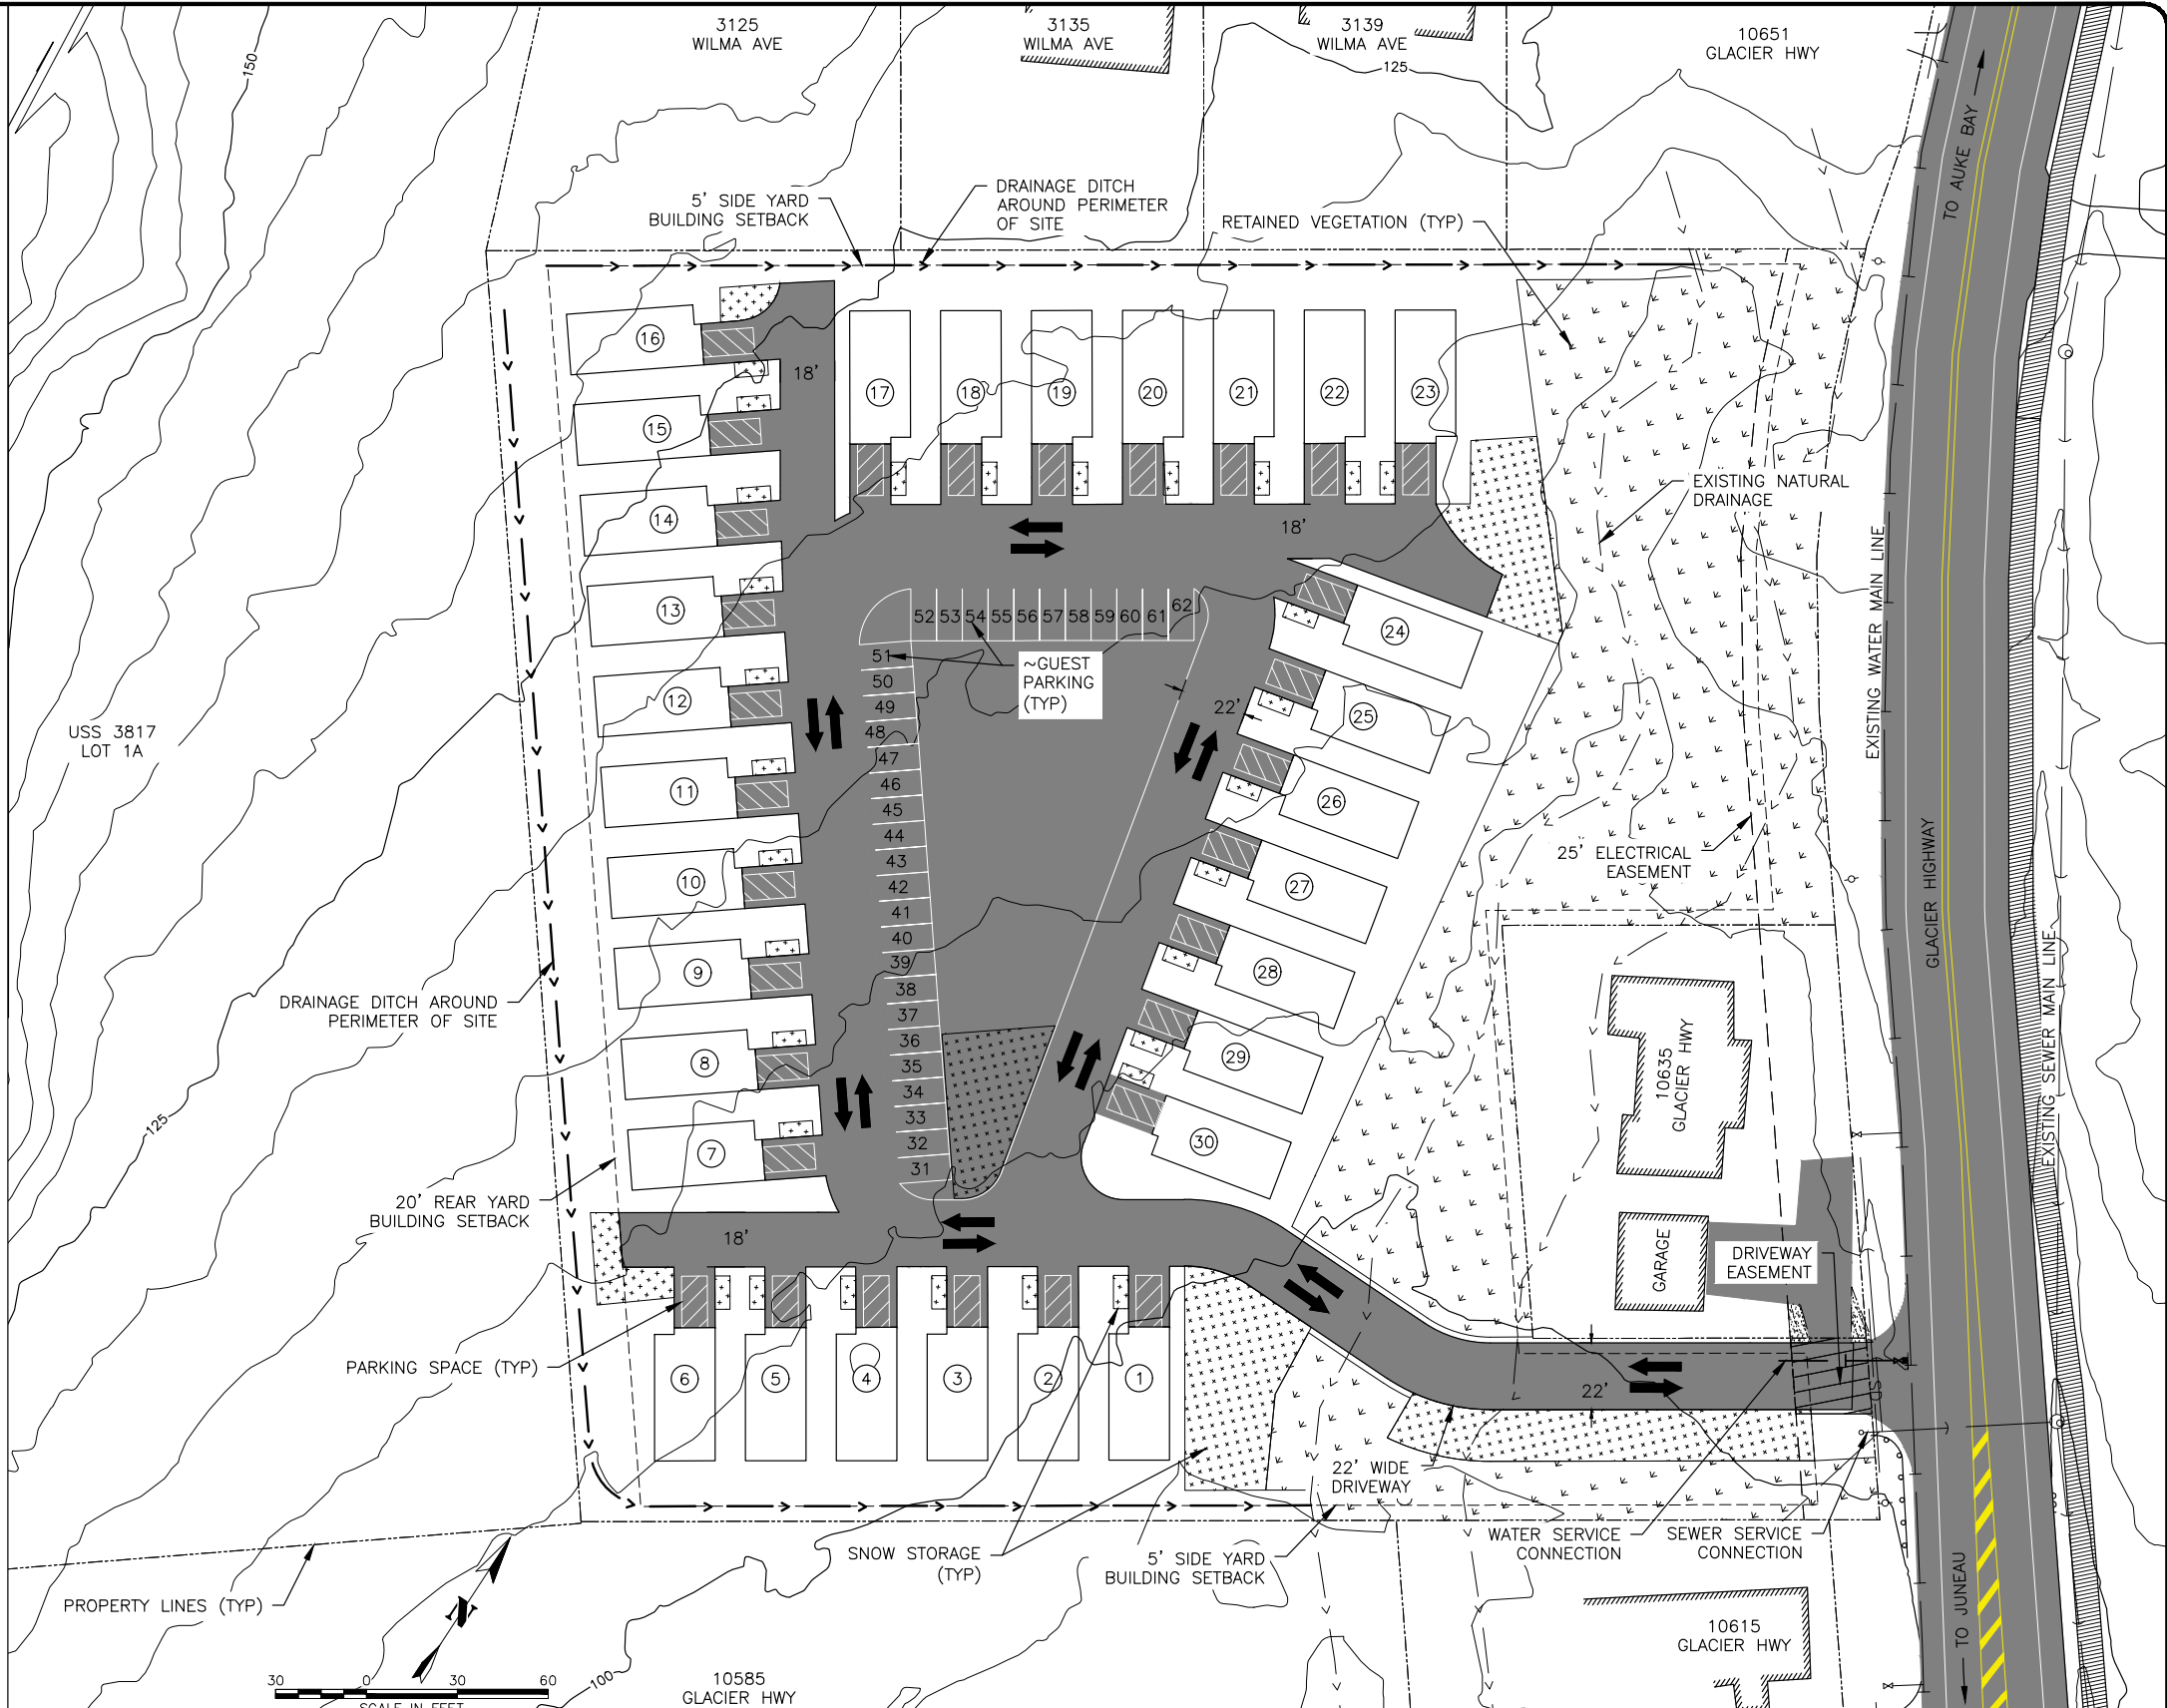 3125
WILMA AVE
3135
WILMA AVE
3139
WILMA AVE
10651
GLACIER HWY
150
125
TO AUKE BAY
5' SIDE YARD
BUILDING SETBACK
DRAINAGE DITCH
AROUND PERIMETER
OF SITE
RETAINED VEGETATION (TYP)
16
18'
15
14
13
12
11
10
9
8
7
17
18
19
20
21
22
23
18'
EXISTING NATURAL
DRAINAGE
EXISTING WATER MAIN LINE
52 53 54 55 56 57 58 59 60 61 62
51
50
49
48
47
46
45
44
43
42
41
40
39
38
37
36
35
34
33
32
31
~GUEST
PARKING
(TYP)
22'
24
25
26
27
28
29
30
USS 3817
LOT 1A
25' ELECTRICAL
EASEMENT
GLACIER HIGHWAY
EXISTING SEWER MAIN LINE
DRAINAGE DITCH AROUND
PERIMETER OF SITE
10635
GLACIER HWY
125
20' REAR YARD
BUILDING SETBACK
18'
GARAGE
DRIVEWAY
EASEMENT
PARKING SPACE (TYP)
6
5
4
3
2
1
22'
SD
22' WIDE
DRIVEWAY
SNOW STORAGE
(TYP)
5' SIDE YARD
BUILDING SETBACK
WATER SERVICE
CONNECTION
SEWER SERVICE
CONNECTION
PROPERTY LINES (TYP)
N
TO JUNEAU
10615
GLACIER HWY
100
10585
GLACIER HWY
30 0 30 60
SCALE IN FEET